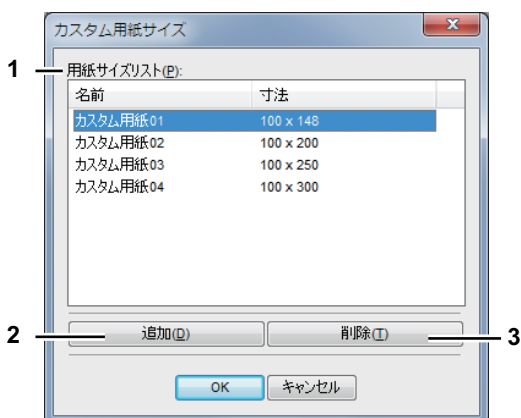 カスタム用紙サイズ
1 用紙サイズリスト(P):
名前 寸法
カスタム用紙01 100 x 148
カスタム用紙02 100 x 200
カスタム用紙03 100 x 250
カスタム用紙04 100 x 300
2 追加(D) 削除(T) 3
OK キャンセル